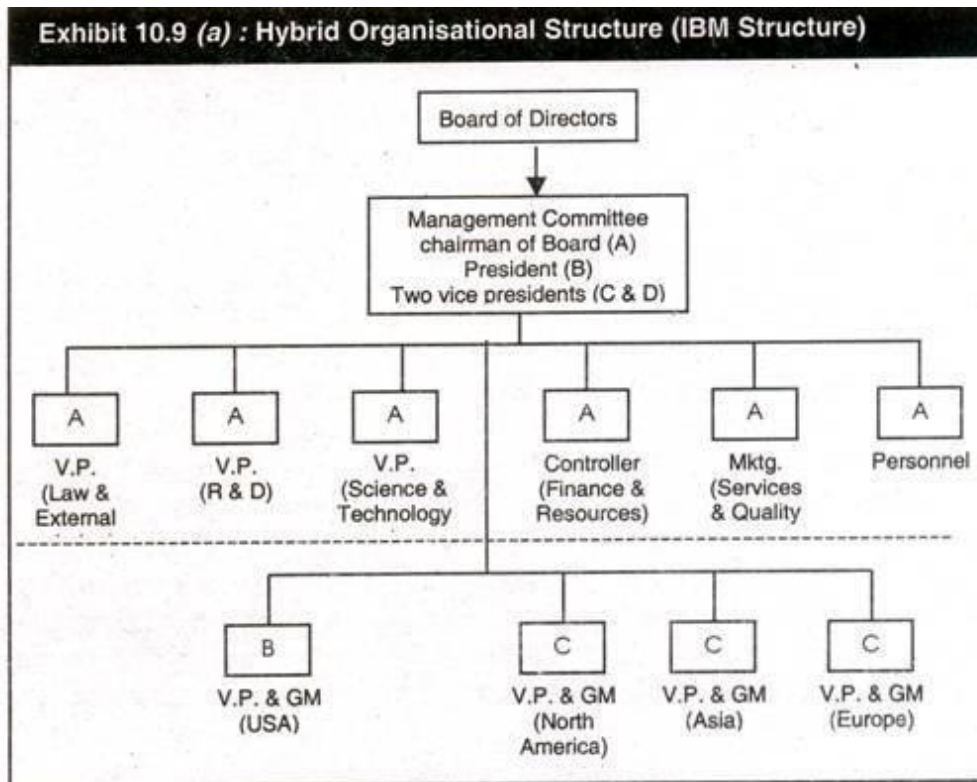 Exhibit 10.9 (a) : Hybrid Organisational Structure (IBM Structure)
Board of Directors
Management Committee
chairman of Board (A)
President (B)
Two vice presidents (C & D)
A
V.P.
(Law &
External
A
V.P.
(R & D)
A
V.P.
(Science &
Technology
A
Controller
(Finance &
Resources)
A
Mktg.
(Services
& Quality
A
Personnel
B
V.P. & GM
(USA)
C
V.P. & GM
(North
America)
C
V.P. & GM
(Asia)
C
V.P. & GM
(Europe)